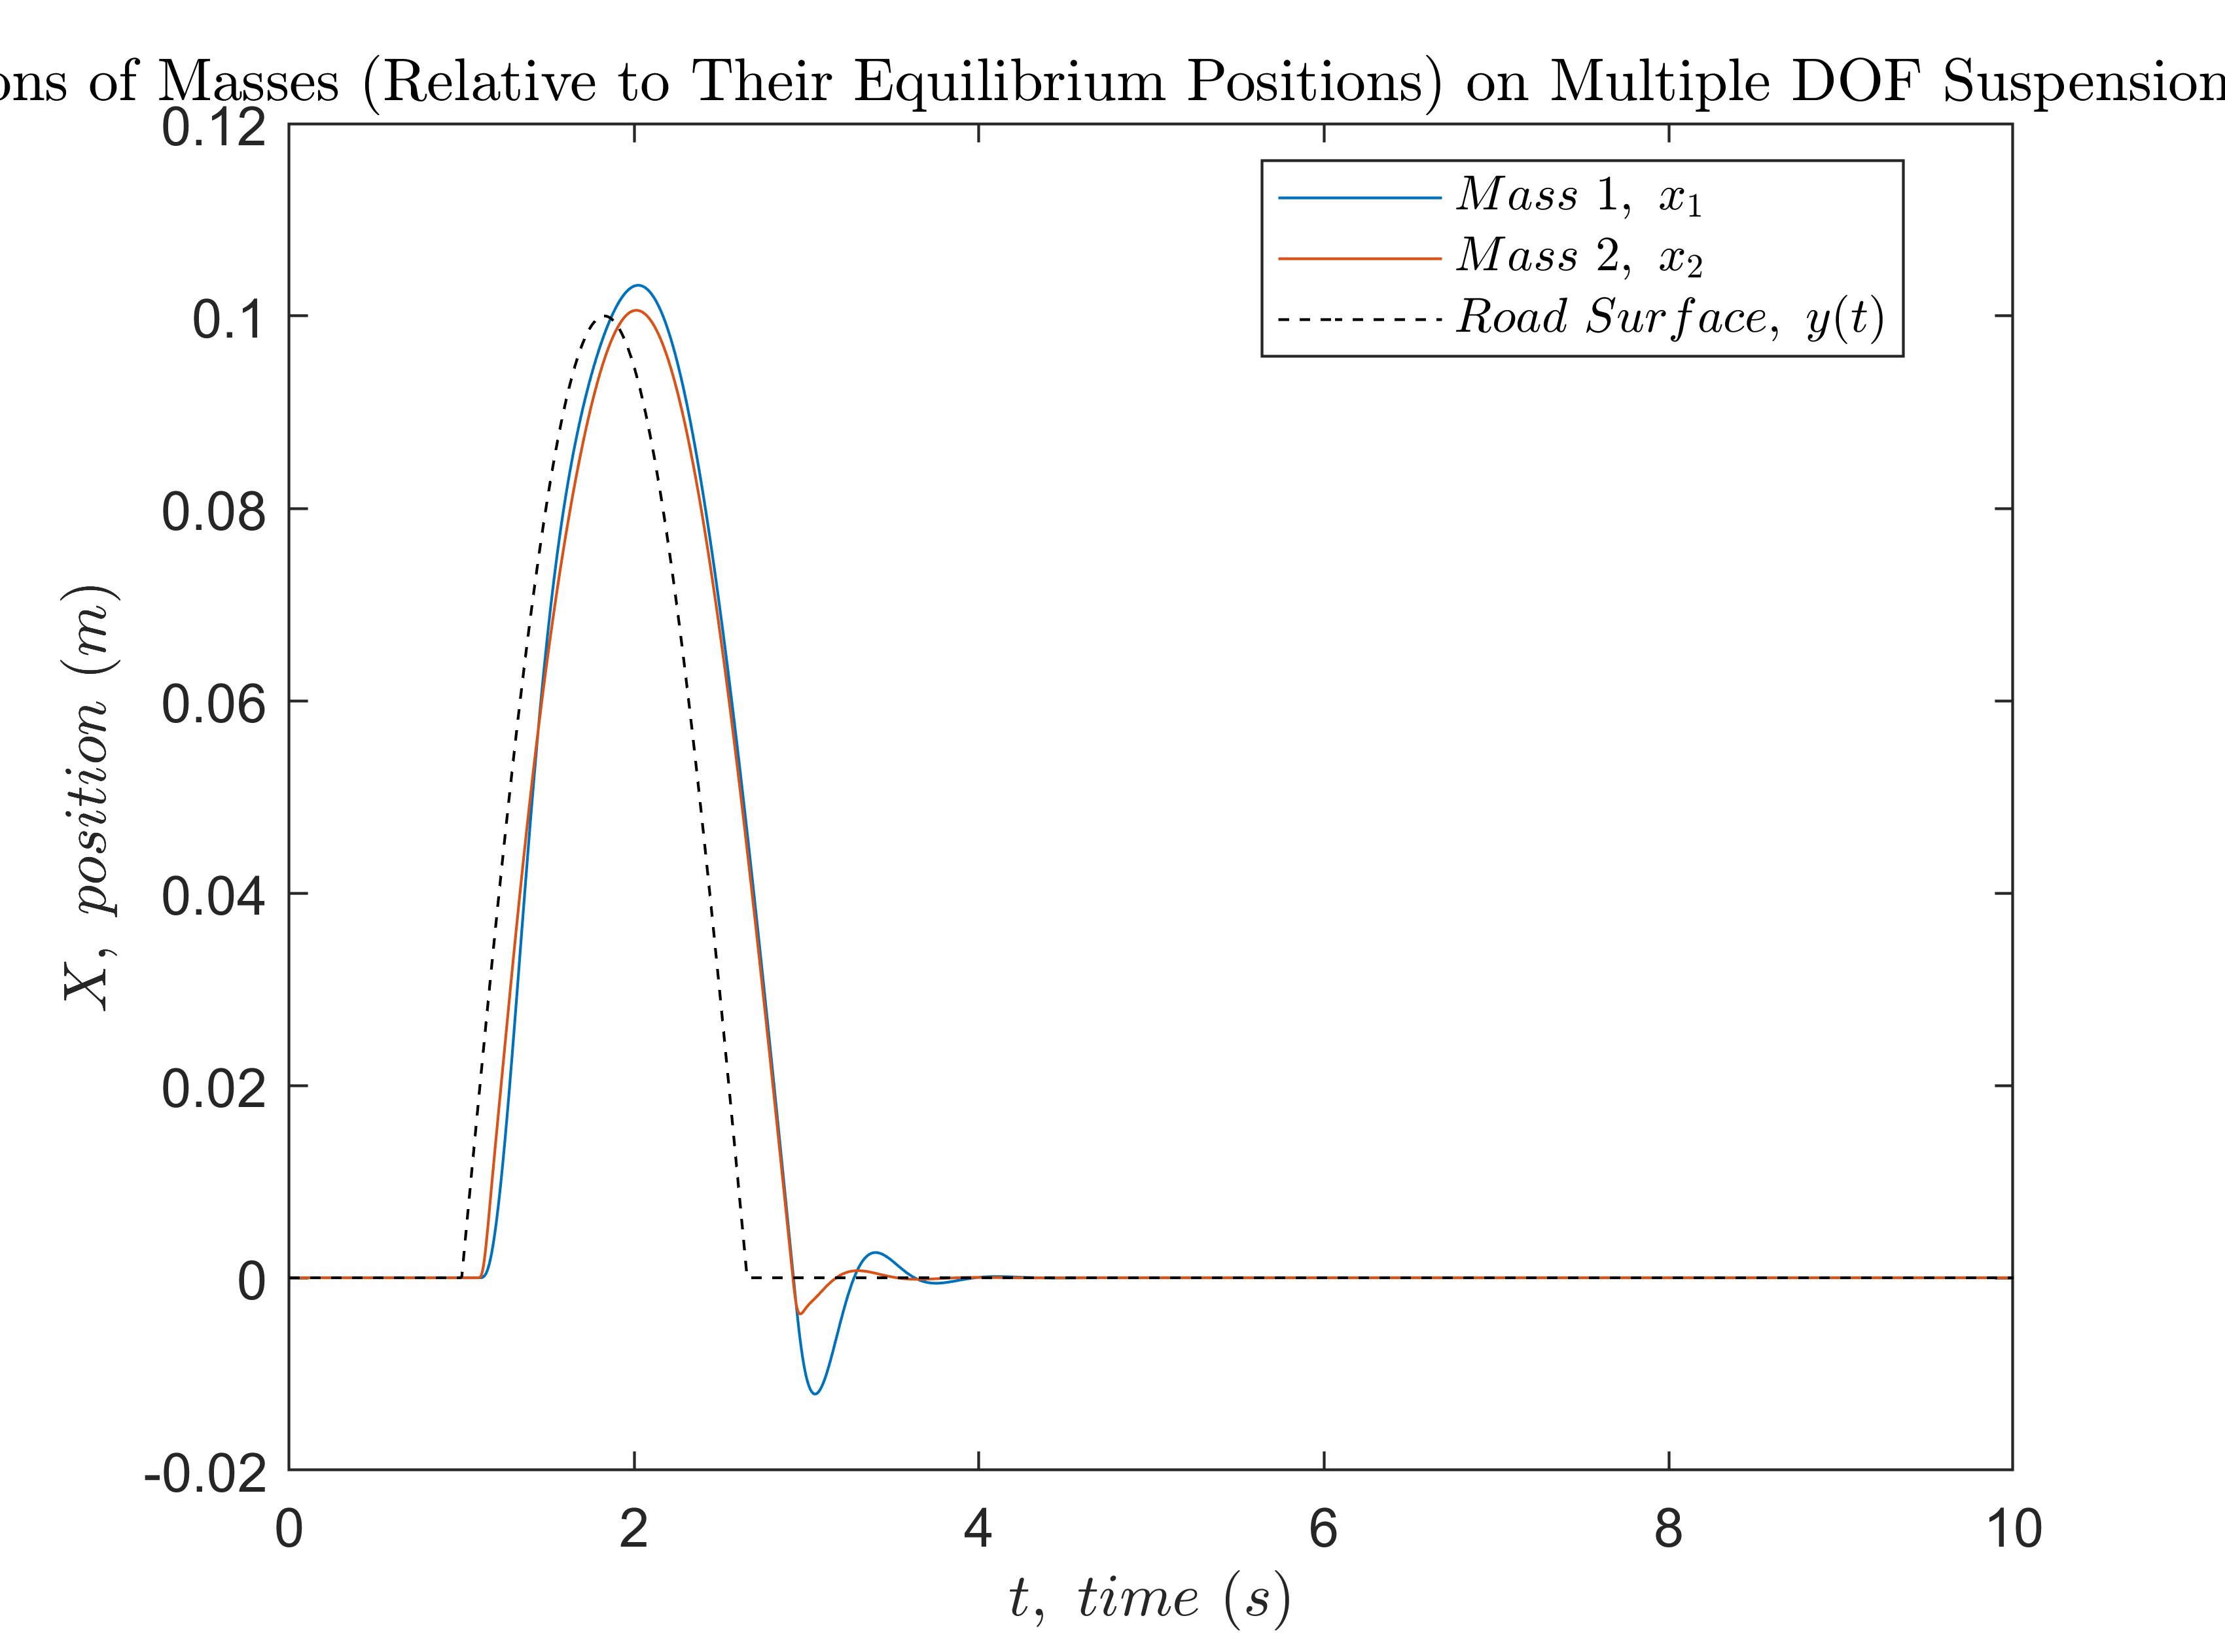 ons of Masses (Relative to Their Equilibrium Positions) on Multiple DOF Suspension
0.12
0.1
0.08
0.06
0.04
0.02
0
-0.02
X, position (m)
Mass 1, x₁
Mass 2, x₂
Road Surface, y(t)
0 2 4 6 8 10
t, time (s)